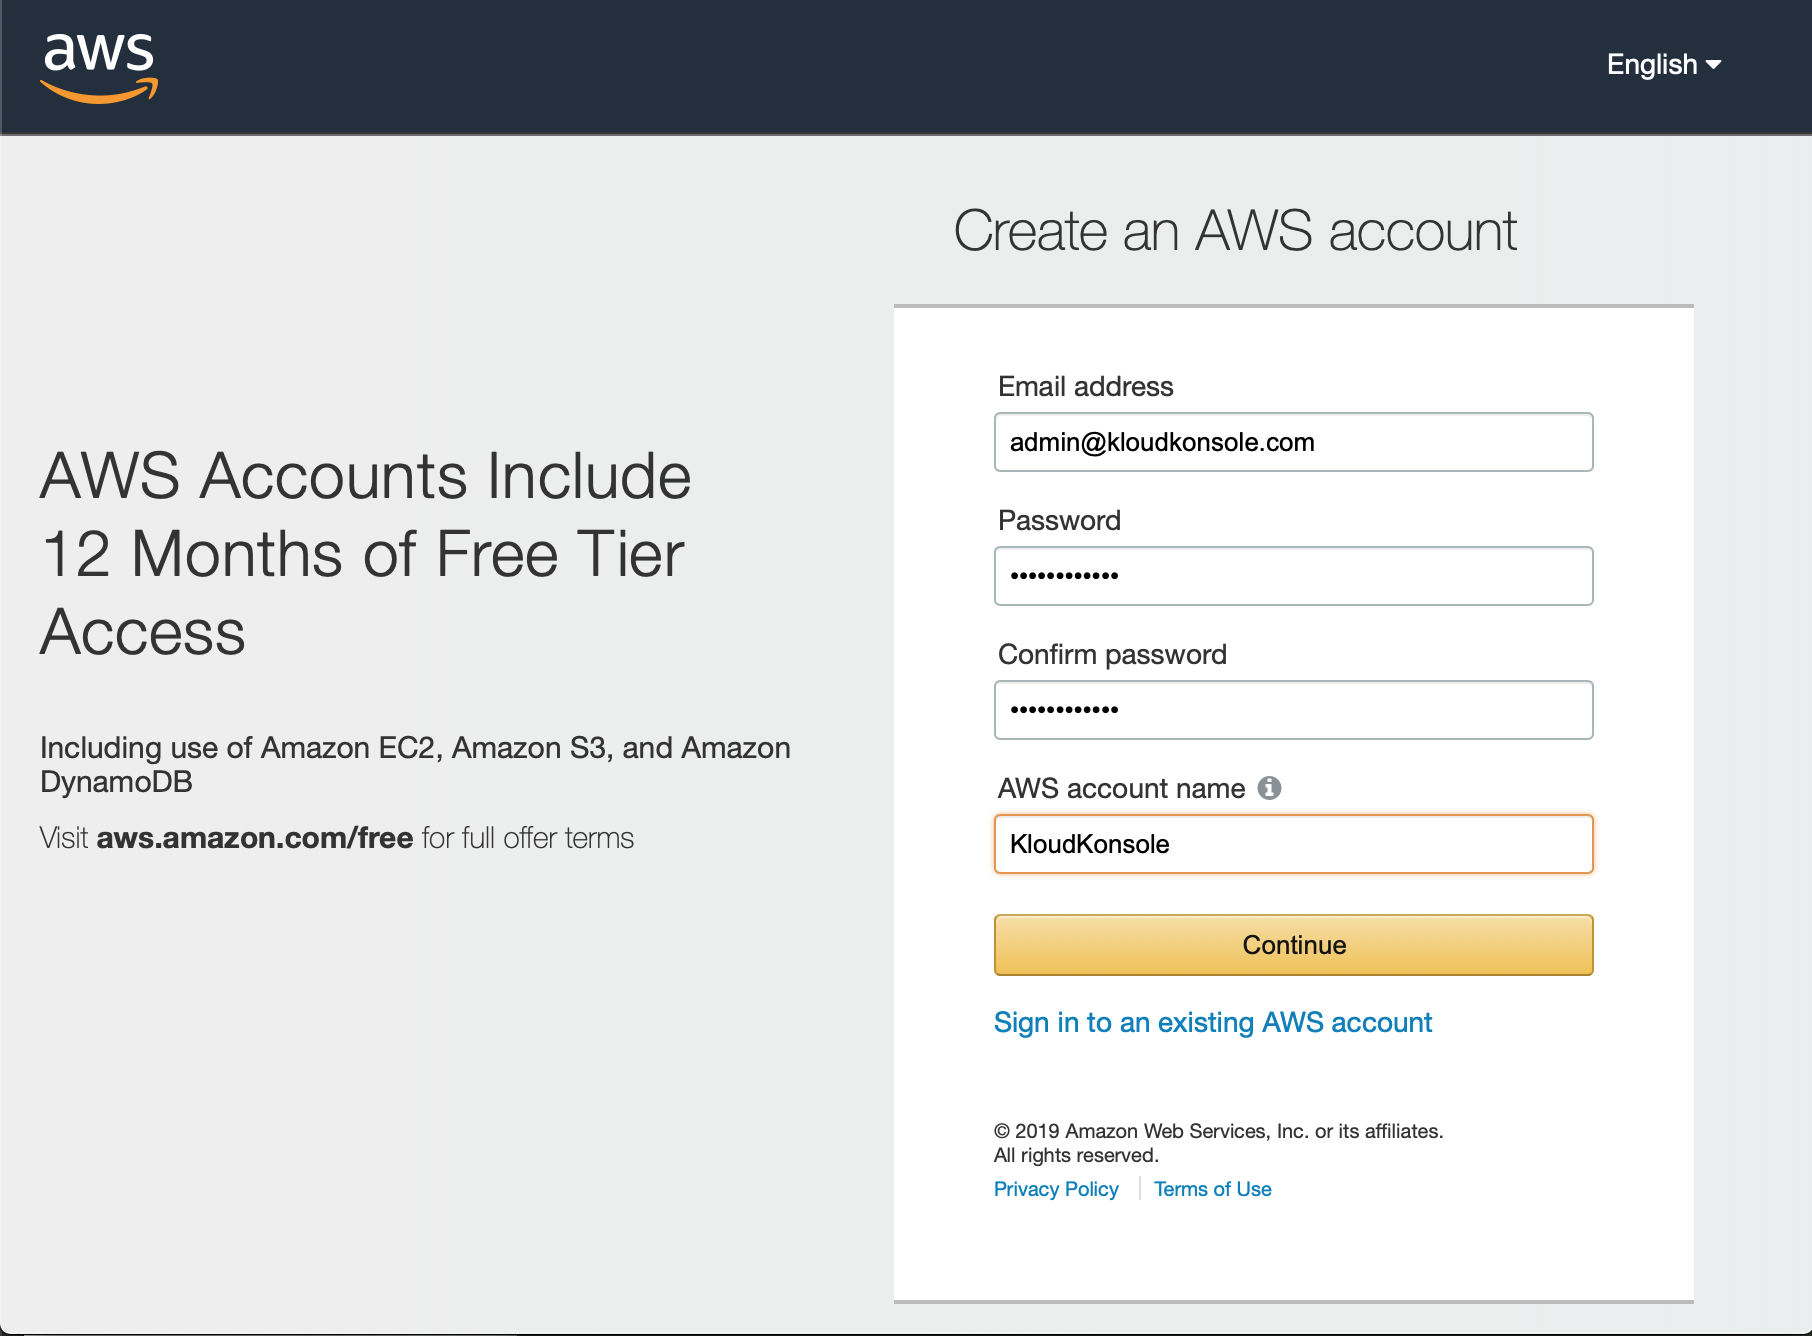 aws
English
Create an AWS account
AWS Accounts Include
12 Months of Free Tier
Access
Including use of Amazon EC2, Amazon S3, and Amazon
DynamoDB
Visit aws.amazon.com/free for full offer terms
Email address
admin@kloudkonsole.com
Password
••••••••••••
Confirm password
••••••••••••
AWS account name
KloudKonsole
Continue
Sign in to an existing AWS account
© 2019 Amazon Web Services, Inc. or its affiliates.
All rights reserved.
Privacy Policy
Terms of Use